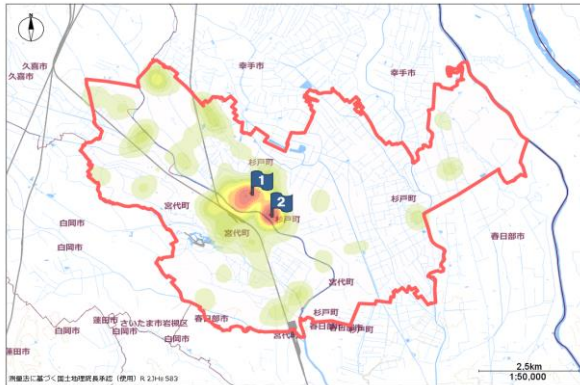 N
久喜市
久喜市
幸手市
幸手市
杉戸町
1
2
杉戸町
杉戸町
宮代町
宮代町
白岡市
白岡市
春日部市
宮代町
蓮田市
さいたま市岩槻区
春日部市
杉戸町
白岡市
白岡市
宮代町
春日部市
杉戸町
蓮田市
測量法に基づく国土地理院長承認(使用)R 2JHs 583
2.5km
1:50,000